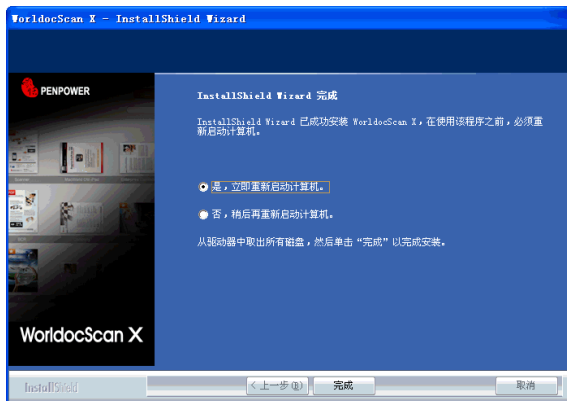 WorldocScan X - InstallShield Wizard
PENPOWER
InstallShield Wizard 完成
InstallShield Wizard 已成功安装 WorldocScan X，在使用该程序之前，必须重
新启动计算机。
是，立即重新启动计算机。
否，稍后再重新启动计算机。
从驱动器中取出所有磁盘，然后单击“完成”以完成安装。
WorldocScan X
InstallShield
<上一步(B)
完成
取消